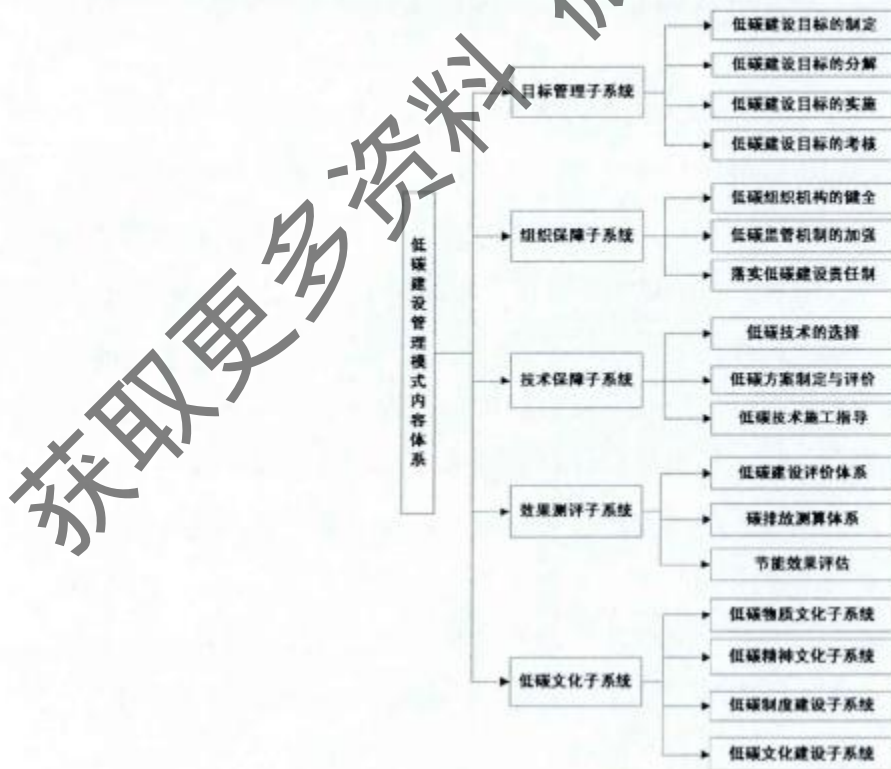 获取更多资料
低碳建设管理模式内容体系
目标管理子系统
低碳建设目标的制定
低碳建设目标的分解
低碳建设目标的实施
低碳建设目标的考核
组织保障子系统
低碳组织机构的健全
低碳监管机制的加强
落实低碳建设责任制
技术保障子系统
低碳技术的选择
低碳方案制定与评价
低碳技术施工指导
效果测评子系统
低碳建设评价体系
碳排放测算体系
节能效果评估
低碳文化子系统
低碳物质文化子系统
低碳精神文化子系统
低碳制度建设子系统
低碳文化建设子系统